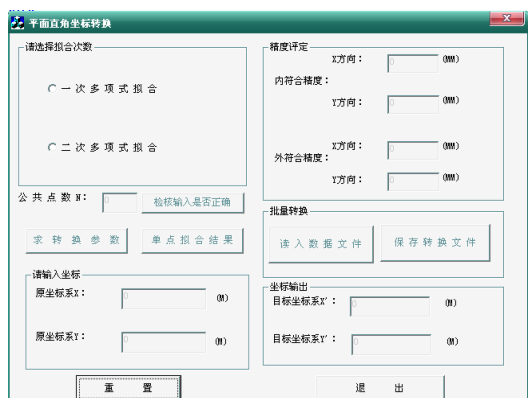 平面直角坐标转换
请选择拟合次数
一次多项式拟合
二次多项式拟合
公共点数N： 0 检核输入是否正确
求转换参数 单点拟合结果
请输入坐标
原坐标系X： 0 (M)
原坐标系Y： 0 (M)
重 置
精度评定
X方向： 0 (MM)
内符合精度：
Y方向： 0 (MM)
X方向： 0 (MM)
外符合精度：
Y方向： 0 (MM)
批量转换
读入数据文件 保存转换文件
坐标输出
目标坐标系X′： 0 (M)
目标坐标系Y′： 0 (M)
退 出